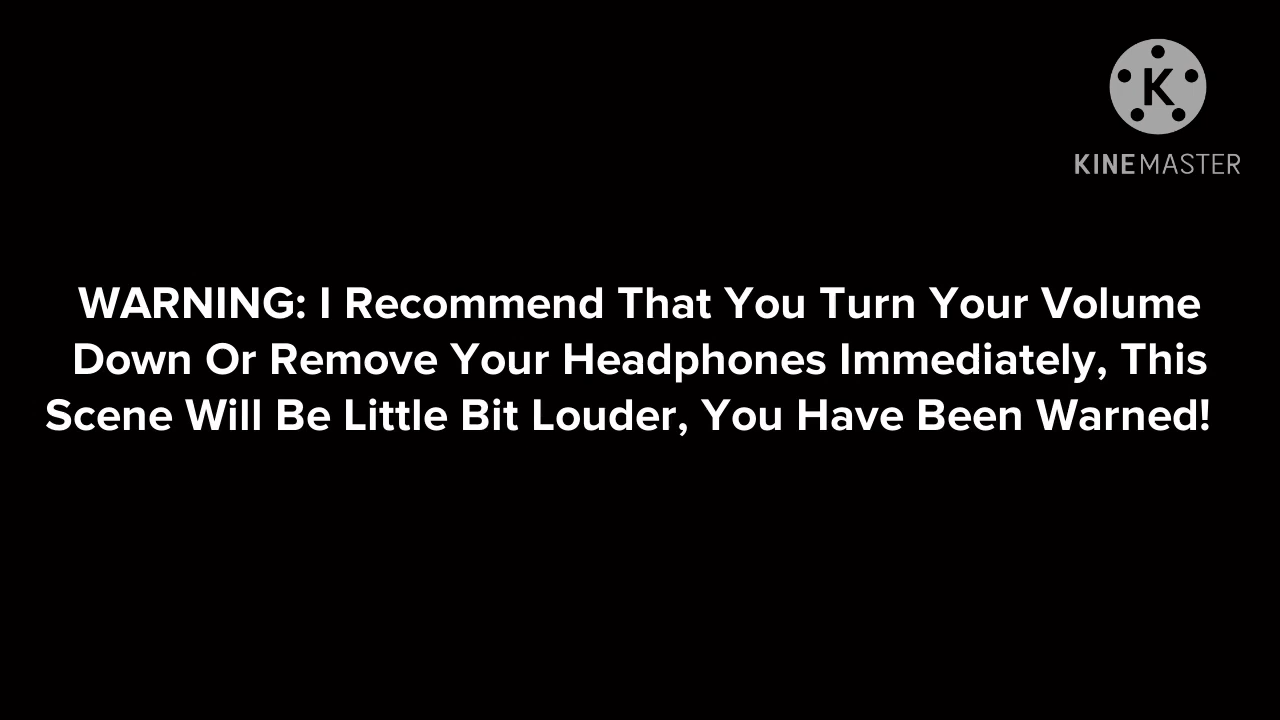 K
KINEMASTER
WARNING: I Recommend That You Turn Your Volume
Down Or Remove Your Headphones Immediately, This
Scene Will Be Little Bit Louder, You Have Been Warned!